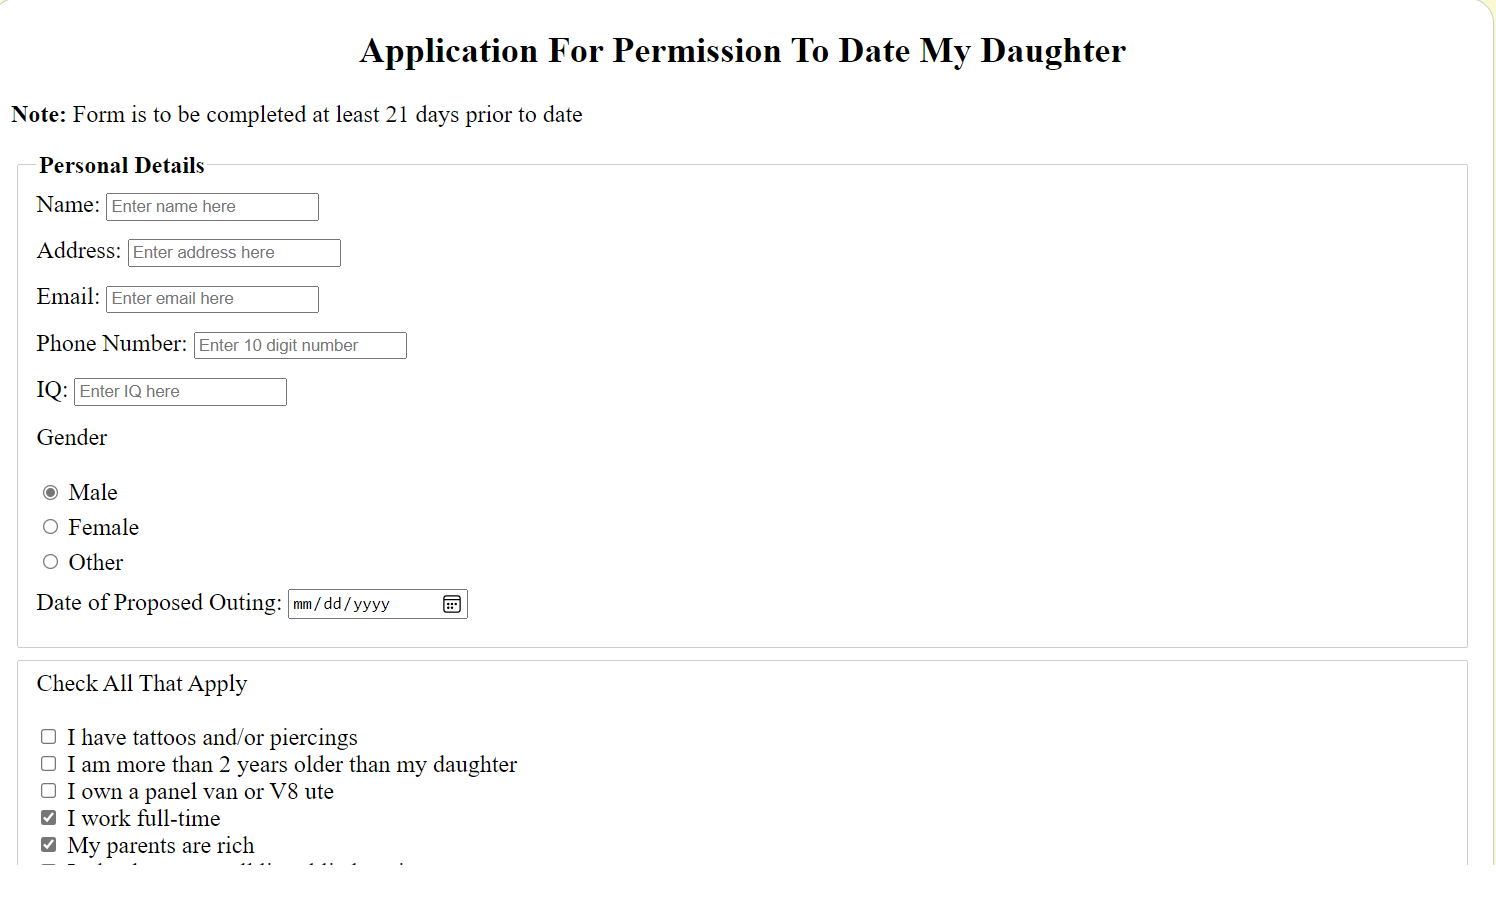 Application For Permission To Date My Daughter
Note: Form is to be completed at least 21 days prior to date
Personal Details
Name: Enter name here
Address: Enter address here
Email: Enter email here
Phone Number: Enter 10 digit number
IQ: Enter IQ here
Gender
Male
Female
Other
Date of Proposed Outing: mm/dd/yyyy
Check All That Apply
I have tattoos and/or piercings
I am more than 2 years older than my daughter
I own a panel van or V8 ute
I work full-time
My parents are rich